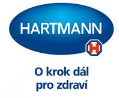 HARTMANN
H
O krok dál
pro zdraví